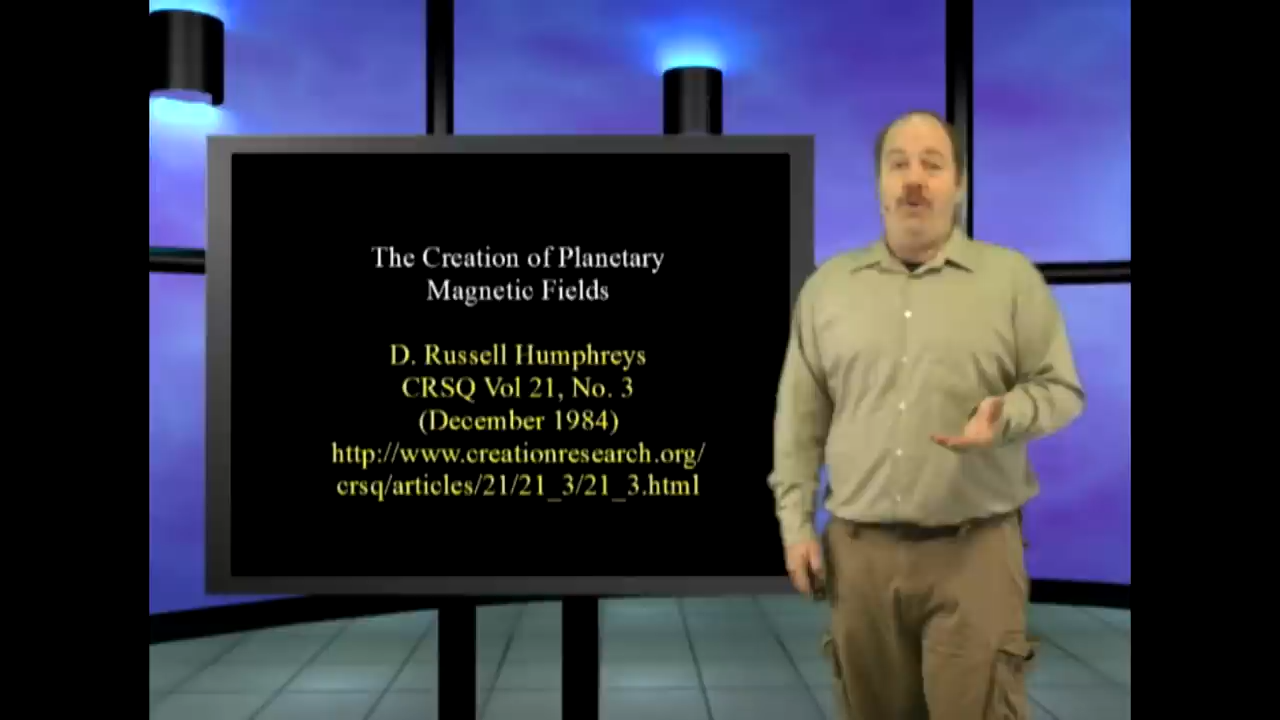 The Creation of Planetary
Magnetic Fields
D. Russell Humphreys
CRSQ Vol 21, No. 3
(December 1984)
http://www.creationresearch.org/
crsq/articles/21/21_3/21_3.html